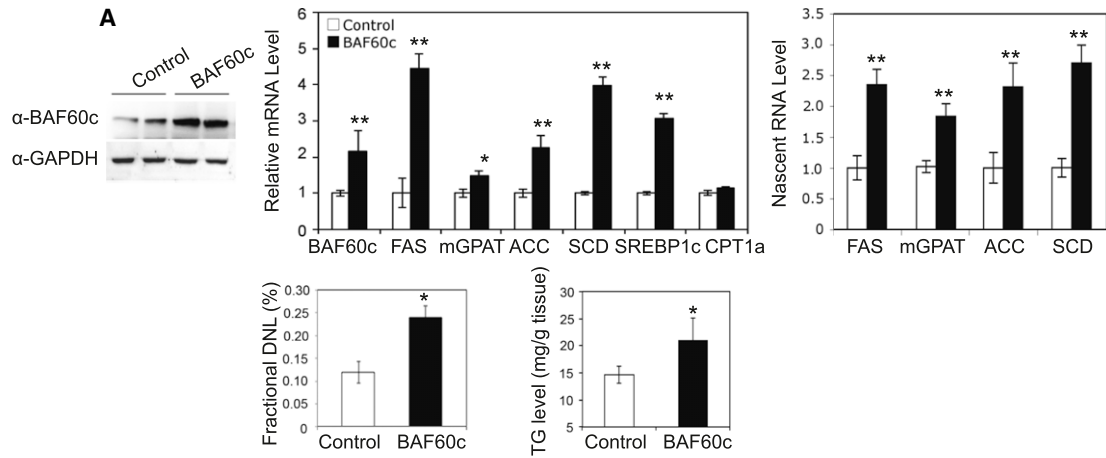 A
Control
BAF60c
α-BAF60c
α-GAPDH
Relative mRNA Level
6
5
4
3
2
1
0
Control
BAF60c
**
**
*
**
**
**
BAF60c FAS mGPAT ACC SCD SREBP1c CPT1a
Nascent RNA Level
3.5
3.0
2.5
2.0
1.5
1.0
0.5
0
**
**
**
**
FAS mGPAT ACC SCD
Fractional DNL (%)
0.30
0.25
0.20
0.15
0.10
0.05
0
*
Control BAF60c
TG level (mg/g tissue)
30
25
20
15
10
5
*
Control BAF60c